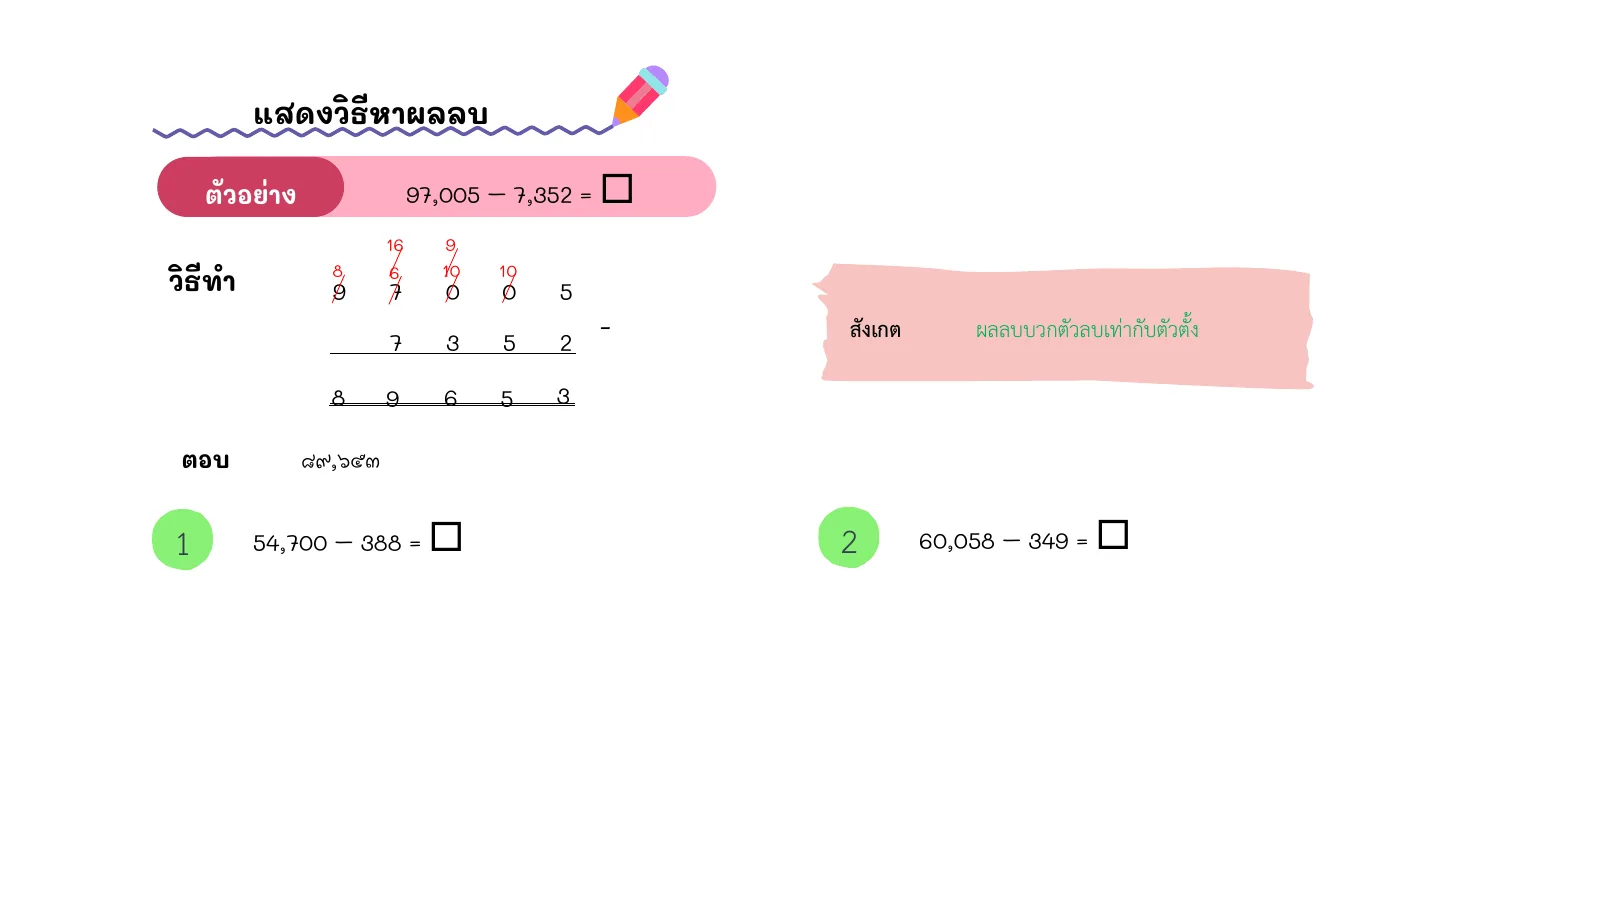 แสดงวิธีหาผลลบ
ตัวอย่าง 97,005 – 7,352 = □
16 9
8 6 10 10
วิธีทำ 9 7 0 0 5
-
7 3 5 2
8 9 6 5 3
สังเกต ผลลบบวกตัวลบเท่ากับตัวตั้ง
ตอบ ๘๙,๖๕๓
1 54,700 – 388 = □
2 60,058 – 349 = □